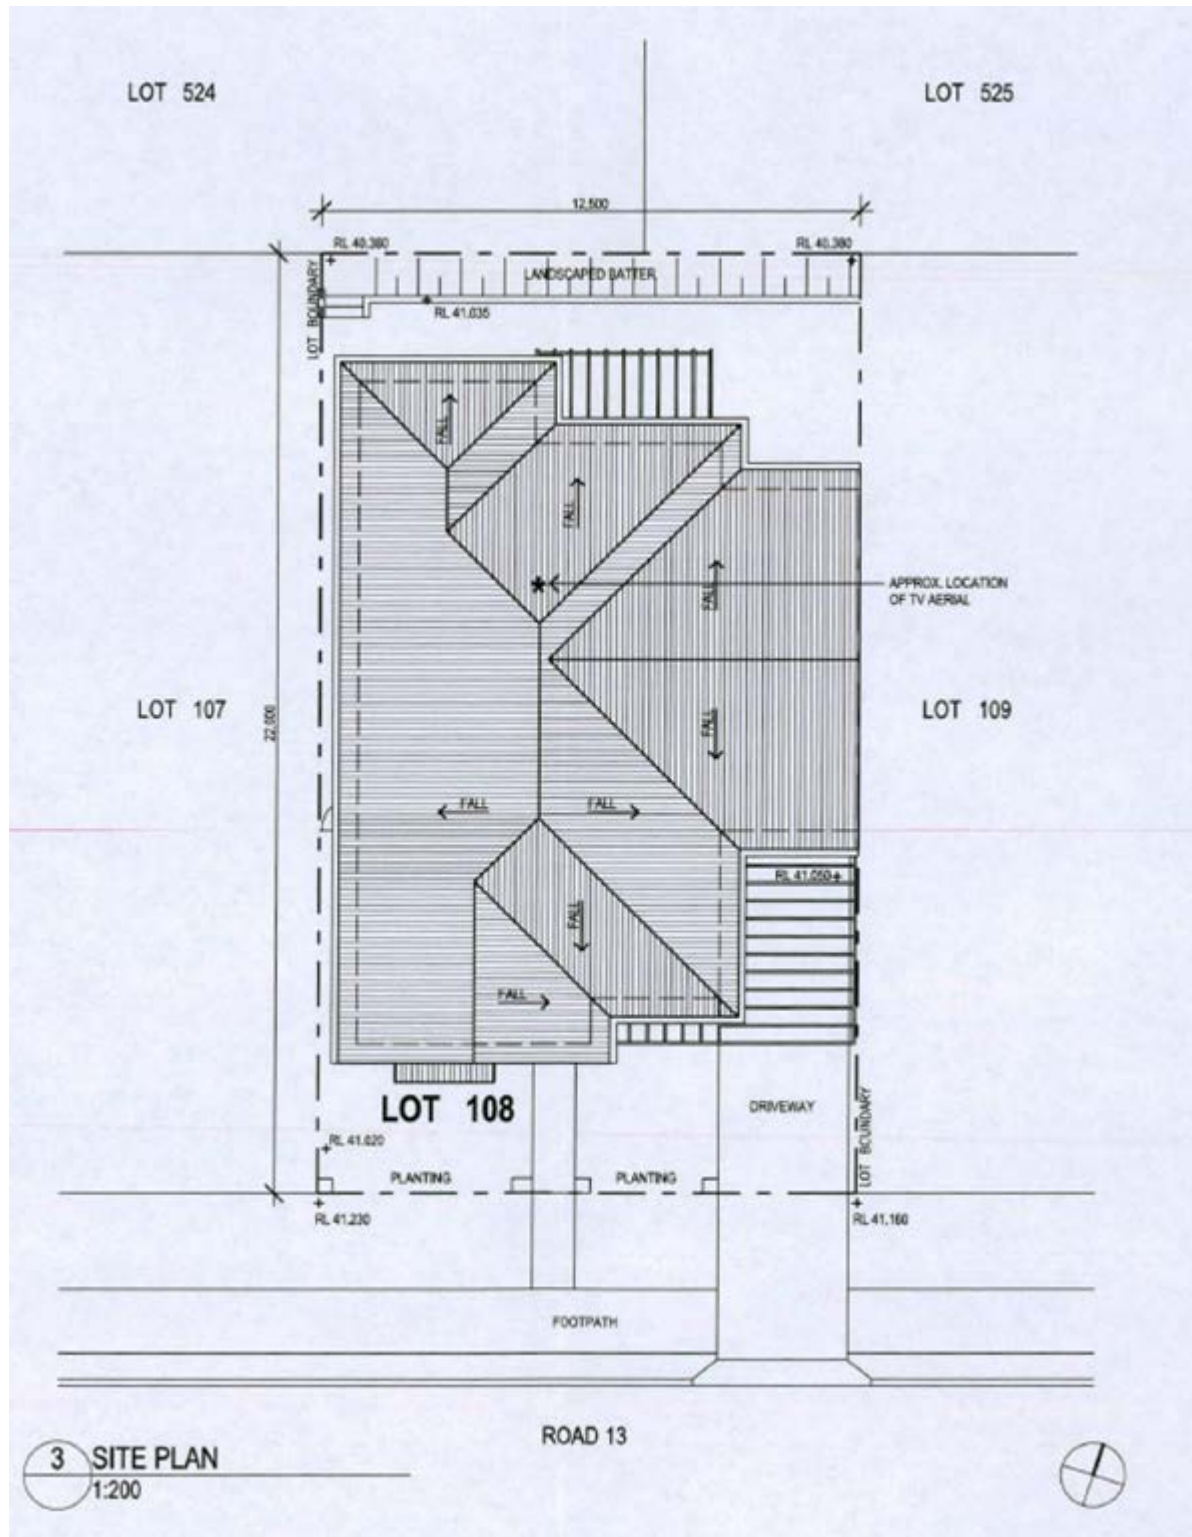 LOT 524
LOT 525
12,500
RL 40.380
RL 40.380
LANDSCAPED BATTER
LOT BOUNDARY
RL 41.035
FALL
FALL
APPROX. LOCATION
OF TV AERIAL
FALL
LOT 107
LOT 109
22,000
FALL
FALL
FALL
RL 41.050
FALL
FALL
LOT 108
DRIVEWAY
LOT BOUNDARY
RL 41.020
PLANTING
PLANTING
RL 41.230
RL 41.160
FOOTPATH
ROAD 13
3 SITE PLAN
1:200